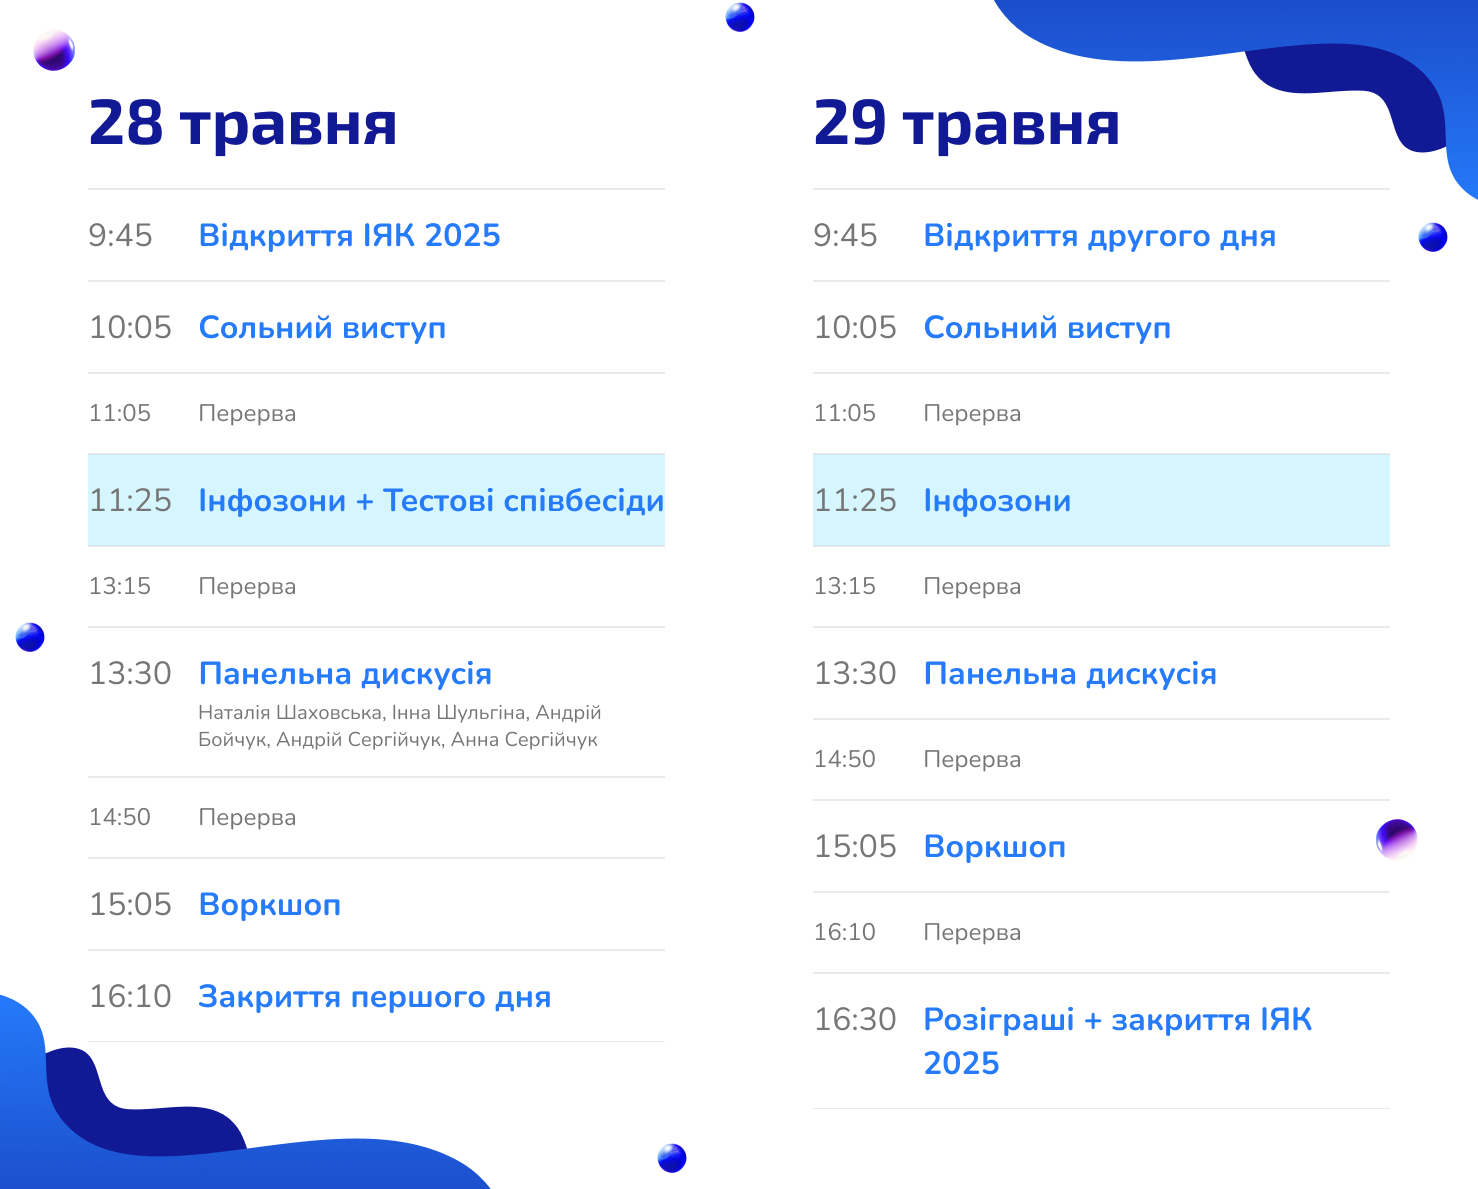 28 травня
9:45 Відкриття ІЯК 2025
10:05 Сольний виступ
11:05 Перерва
11:25 Інфозони + Тестові співбесіди
13:15 Перерва
13:30 Панельна дискусія
Наталія Шаховська, Інна Шульгіна, Андрій
Бойчук, Андрій Сергійчук, Анна Сергійчук
14:50 Перерва
15:05 Воркшоп
16:10 Закриття першого дня
29 травня
9:45 Відкриття другого дня
10:05 Сольний виступ
11:05 Перерва
11:25 Інфозони
13:15 Перерва
13:30 Панельна дискусія
14:50 Перерва
15:05 Воркшоп
16:10 Перерва
16:30 Розіграші + закриття ІЯК
2025